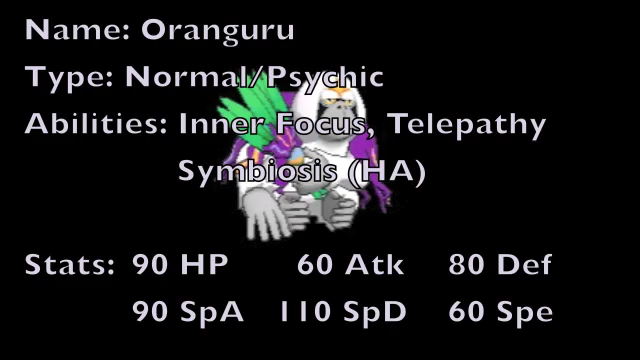 Name: Oranguru
Type: Normal/Psychic
Abilities: Inner Focus, Telepathy
Symbiosis (HA)
Stats: 90 HP 60 Atk 80 Def
90 SpA 110 SpD 60 Spe